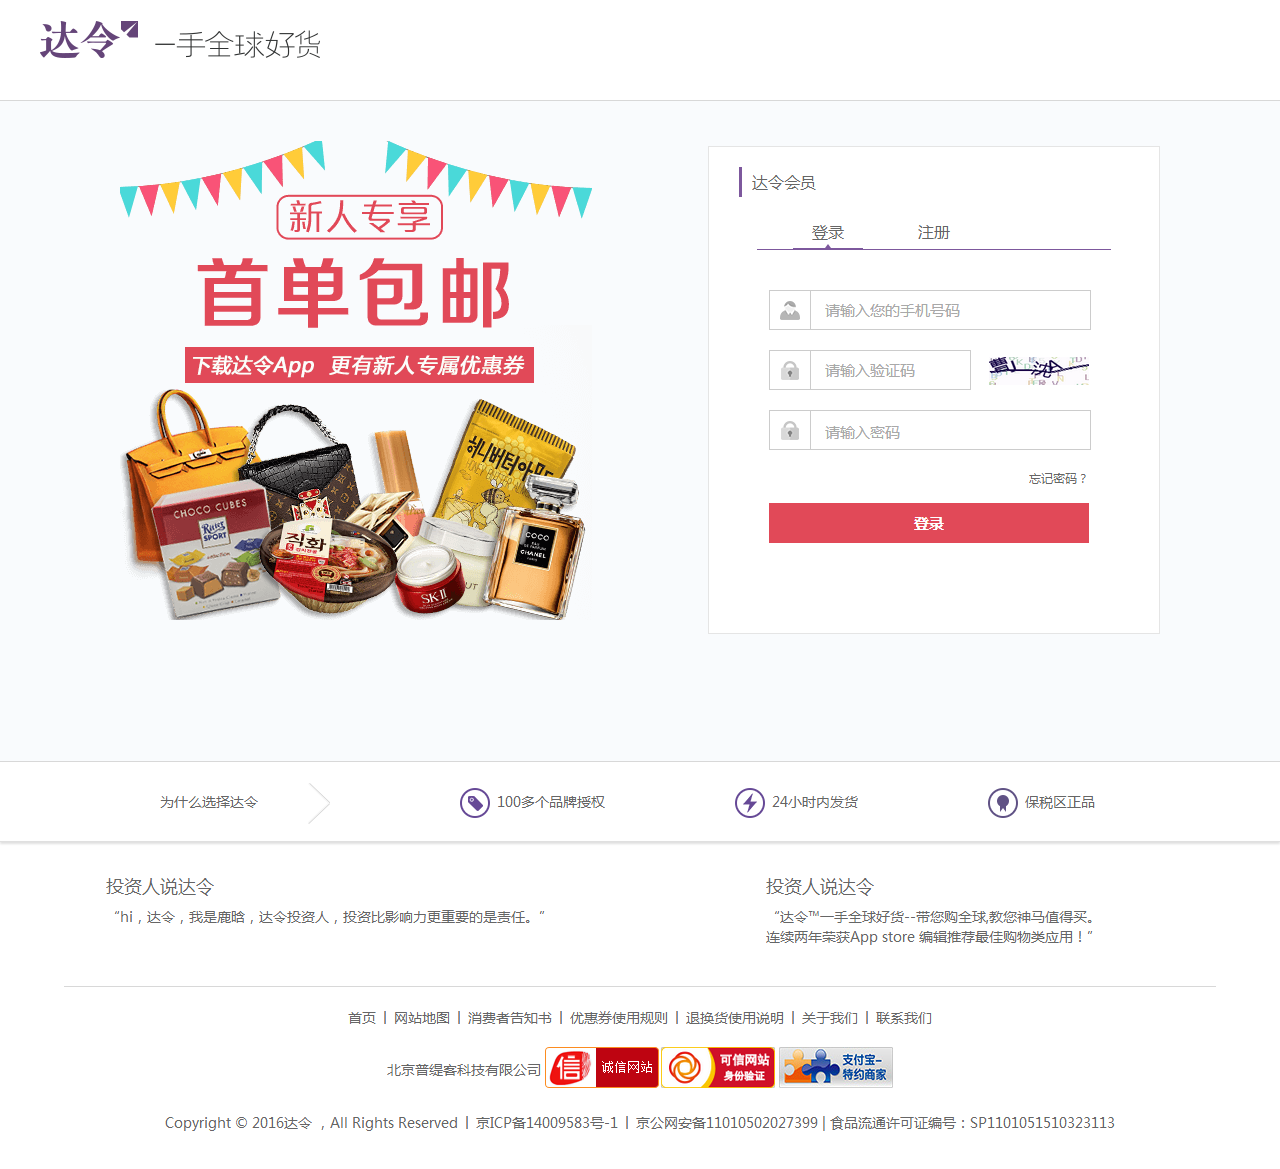 达令 一手全球好货
新人专享
首单包邮
下载达令App 更有新人专属优惠券
CHOCO CUBES
Ritter
SPORT
허니버터아몬드
직화
SK-II
COCO
EAU DE PARFUM
CHANEL
PARIS
达令会员
登录 注册
请输入您的手机号码
请输入验证码
请输入密码
忘记密码？
登录
为什么选择达令 100多个品牌授权 24小时内发货 保税区正品
投资人说达令
“hi，达令，我是鹿晗，达令投资人，投资比影响力更重要的是责任。”
投资人说达令
“达令™一手全球好货--带您购全球,教您神马值得买。
连续两年荣获App store 编辑推荐最佳购物类应用！”
首页 | 网站地图 | 消费者告知书 | 优惠券使用规则 | 退换货使用说明 | 关于我们 | 联系我们
北京普缇客科技有限公司 信 诚信网站 可信网站 身份验证 支付宝- 特约商家
Copyright © 2016达令 ，All Rights Reserved | 京ICP备14009583号-1 | 京公网安备11010502027399 | 食品流通许可证编号：SP1101051510323113